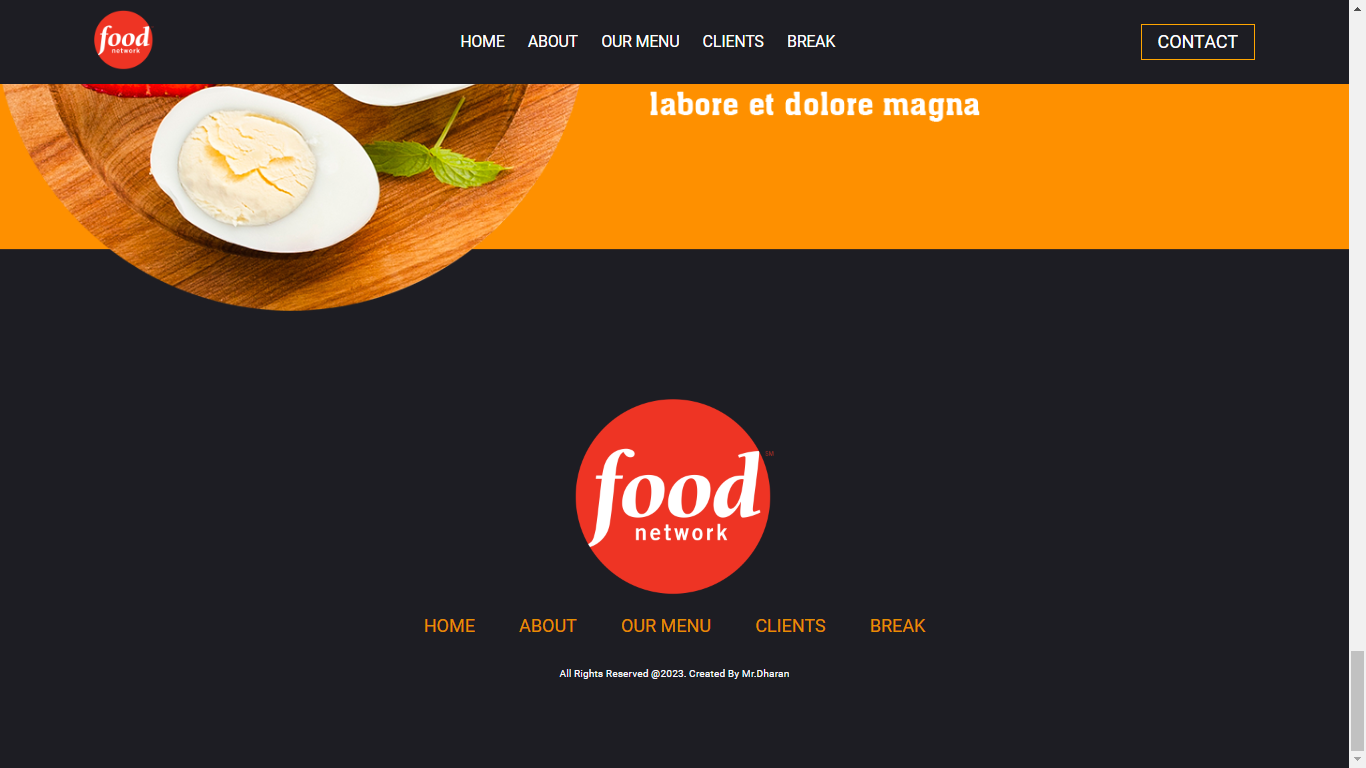 food
network
HOME ABOUT OUR MENU CLIENTS BREAK
CONTACT
labore et dolore magna
food
SM
network
HOME ABOUT OUR MENU CLIENTS BREAK
All Rights Reserved @2023. Created By Mr.Dharan